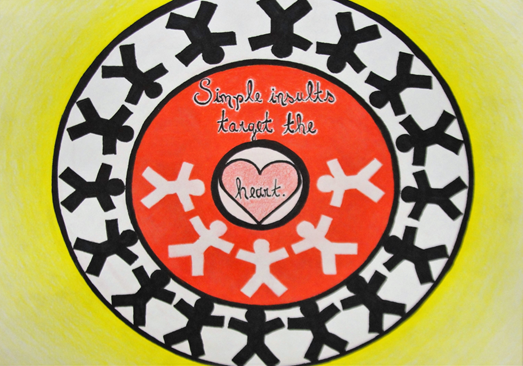 Simple insults
target the
heart.